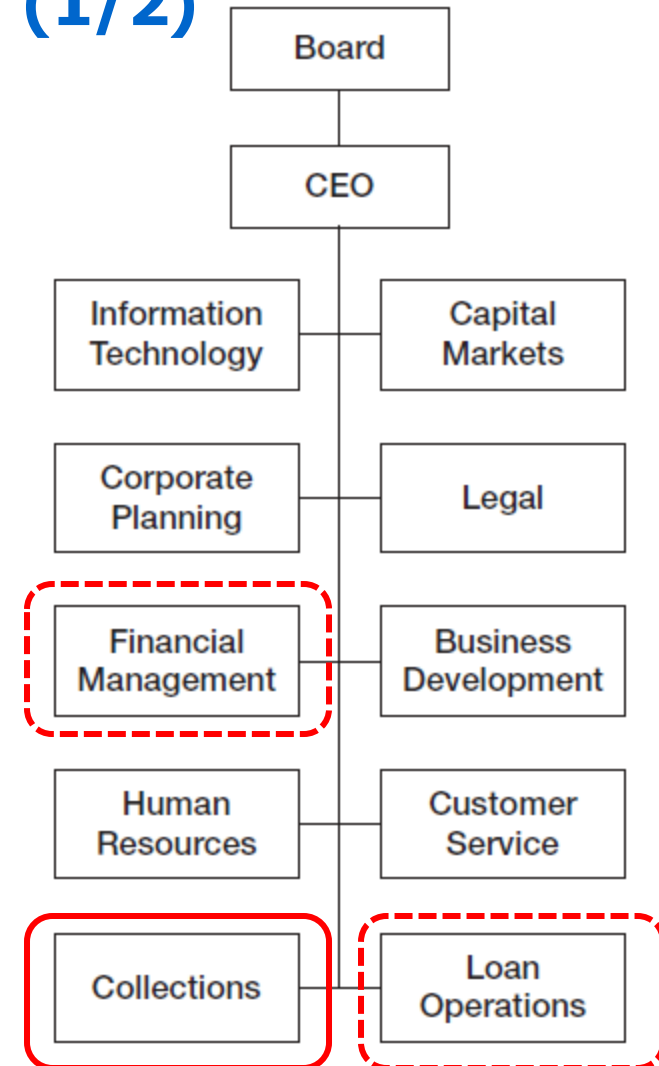 (1/2)
Board
CEO
Information
Technology
Capital
Markets
Corporate
Planning
Legal
Financial
Management
Business
Development
Human
Resources
Customer
Service
Collections
Loan
Operations